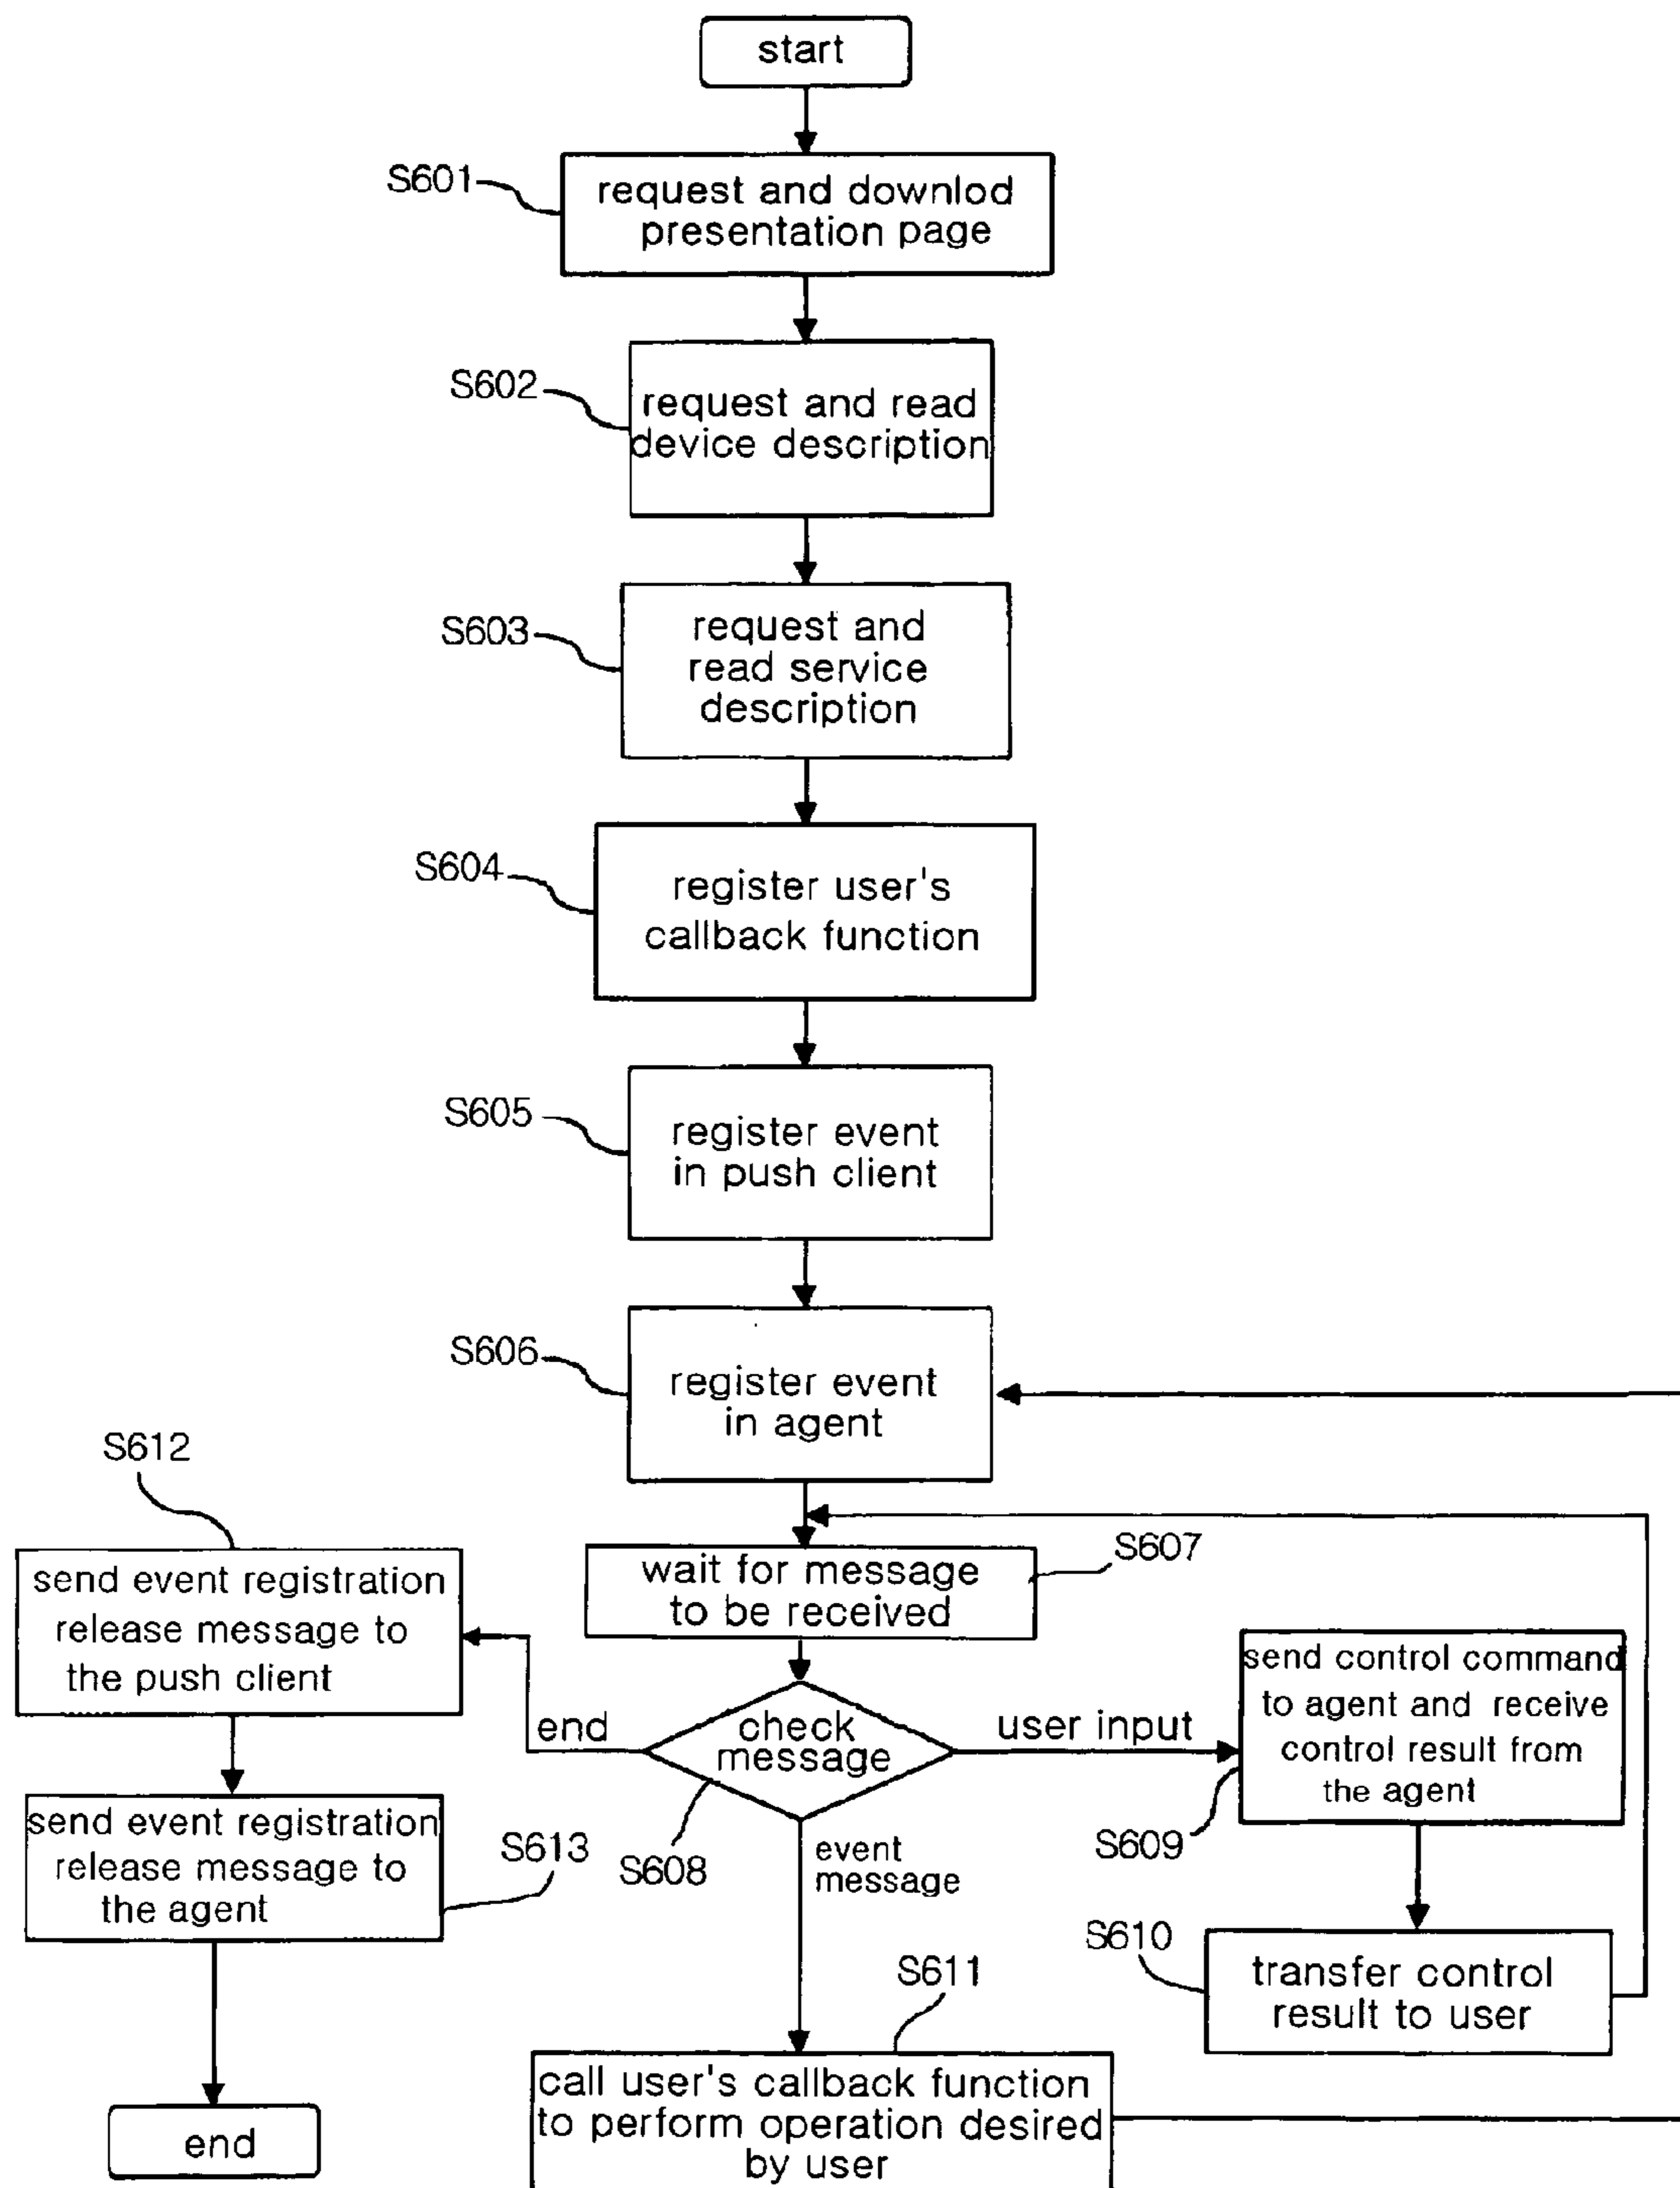 start
S601
request and downlod
presentation page
S602
request and read
device description
S603
request and
read service
description
S604
register user's
callback function
S605
register event
in push client
S606
register event
in agent
S612
send event registration
release message to
the push client
S607
wait for message
to be received
end
check
message
user input
send control command
to agent and receive
control result from
the agent
S609
send event registration
release message to
the agent
S613
S608
event
message
S610
transfer control
result to user
S611
call user's callback function
to perform operation desired
by user
end